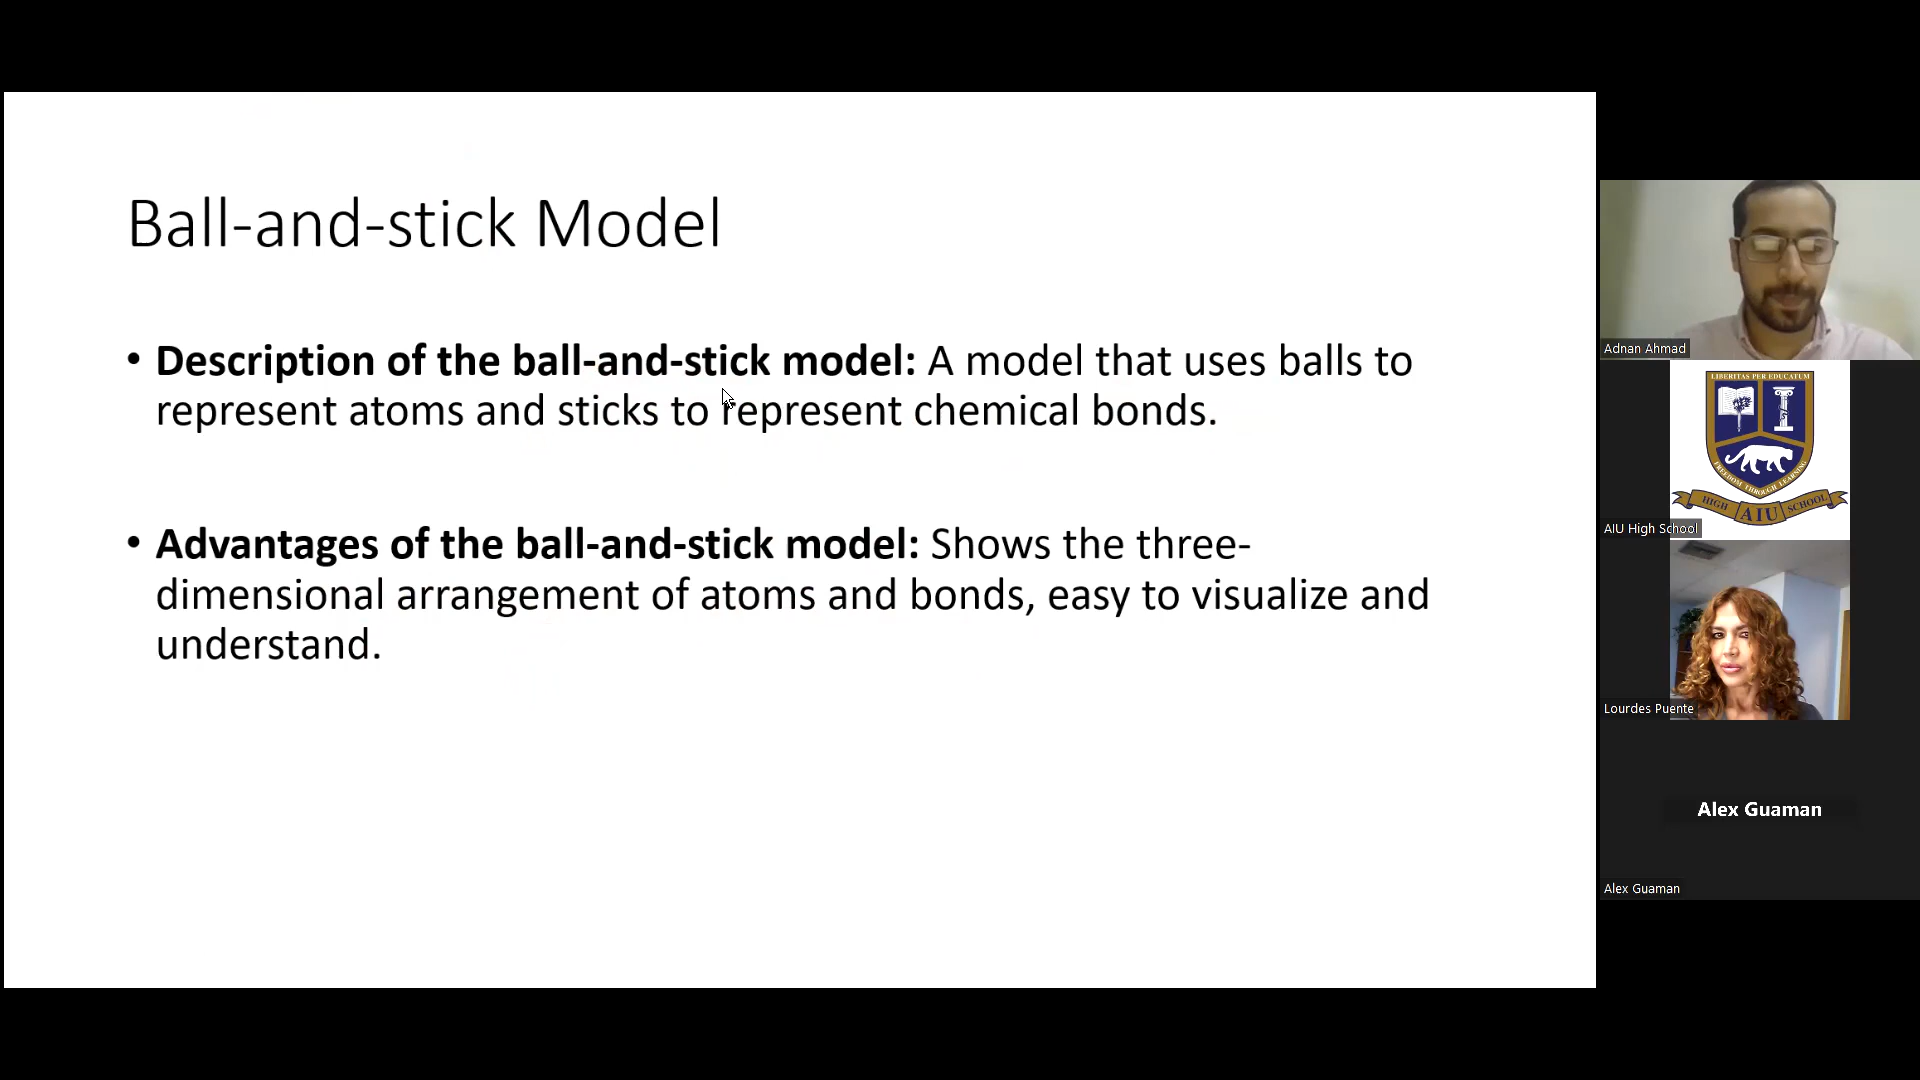 Ball-and-stick Model
• Description of the ball-and-stick model: A model that uses balls to
represent atoms and sticks to represent chemical bonds.
• Advantages of the ball-and-stick model: Shows the three-
dimensional arrangement of atoms and bonds, easy to visualize and
understand.
Adnan Ahmad
LIBERITAS PER EDUCATUM
FREEDOM THROUGH LEARNING
HIGH AIU SCHOOL
AIU High School
Lourdes Puente
Alex Guaman
Alex Guaman